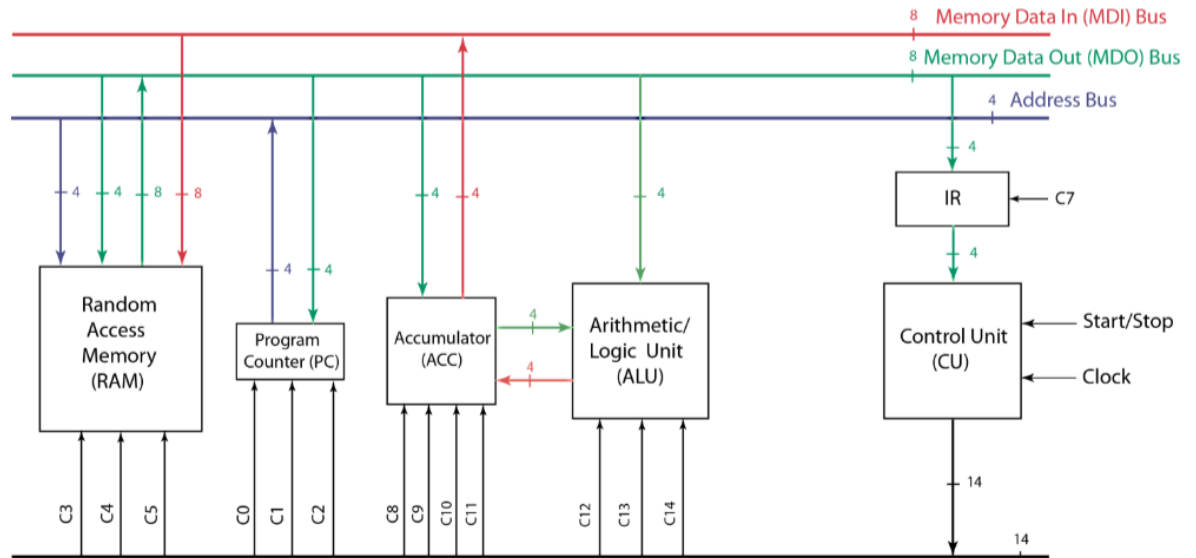 8 Memory Data In (MDI) Bus
8 Memory Data Out (MDO) Bus
4 Address Bus
4
4
8
8
4
4
4
4
4
4
IR
C7
4
Random
Access
Memory
(RAM)
Program
Counter (PC)
Accumulator
(ACC)
4
4
Arithmetic/
Logic Unit
(ALU)
Control Unit
(CU)
Start/Stop
Clock
C3
C4
C5
C0
C1
C2
C8
C9
C10
C11
C12
C13
C14
14
14